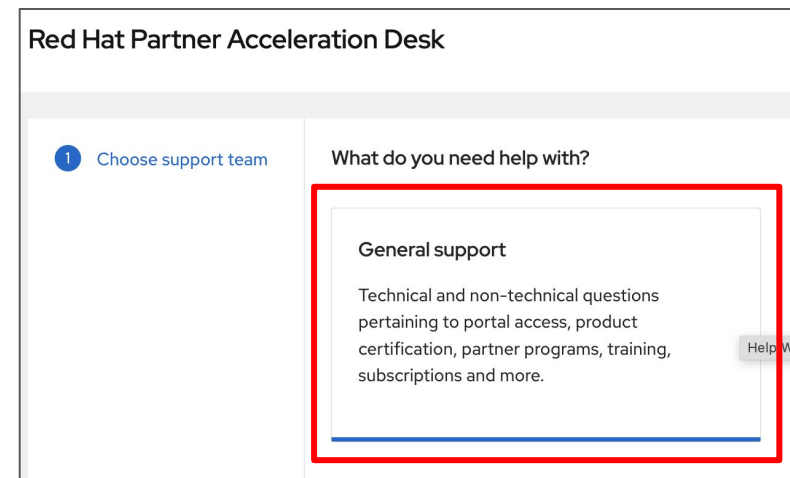 Red Hat Partner Acceleration Desk
1 Choose support team
What do you need help with?
General support
Technical and non-technical questions
pertaining to portal access, product
certification, partner programs, training,
subscriptions and more.
Help